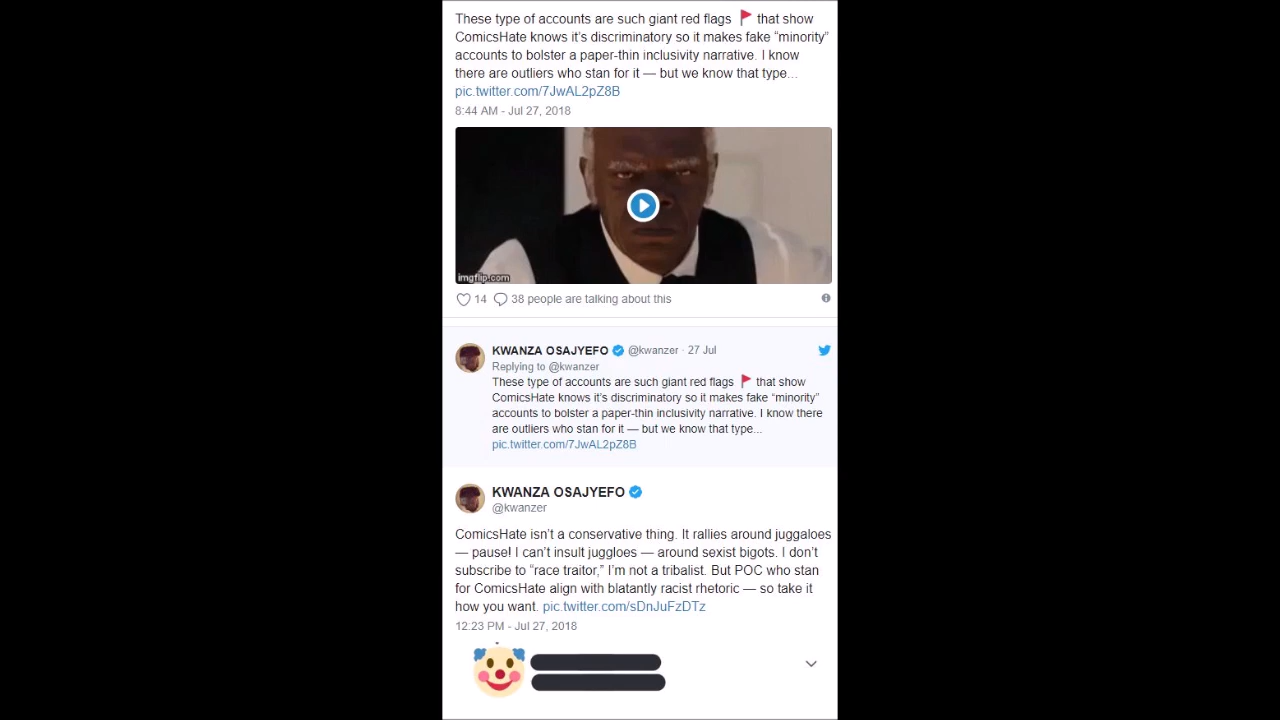 These type of accounts are such giant red flags 🚩 that show
ComicsHate knows it's discriminatory so it makes fake “minority”
accounts to bolster a paper-thin inclusivity narrative. I know
there are outliers who stan for it — but we know that type...
pic.twitter.com/7JwAL2pZ8B
8:44 AM - Jul 27, 2018
imgflip.com
14 38 people are talking about this
KWANZA OSAJYEFO @kwanzer · 27 Jul
Replying to @kwanzer
These type of accounts are such giant red flags 🚩 that show
ComicsHate knows it's discriminatory so it makes fake “minority”
accounts to bolster a paper-thin inclusivity narrative. I know there
are outliers who stan for it — but we know that type...
pic.twitter.com/7JwAL2pZ8B
KWANZA OSAJYEFO
@kwanzer
ComicsHate isn't a conservative thing. It rallies around juggaloes
— pause! I can't insult juggloes — around sexist bigots. I don't
subscribe to “race traitor,” I'm not a tribalist. But POC who stan
for ComicsHate align with blatantly racist rhetoric — so take it
how you want. pic.twitter.com/sDnJuFzDTz
12:23 PM - Jul 27, 2018